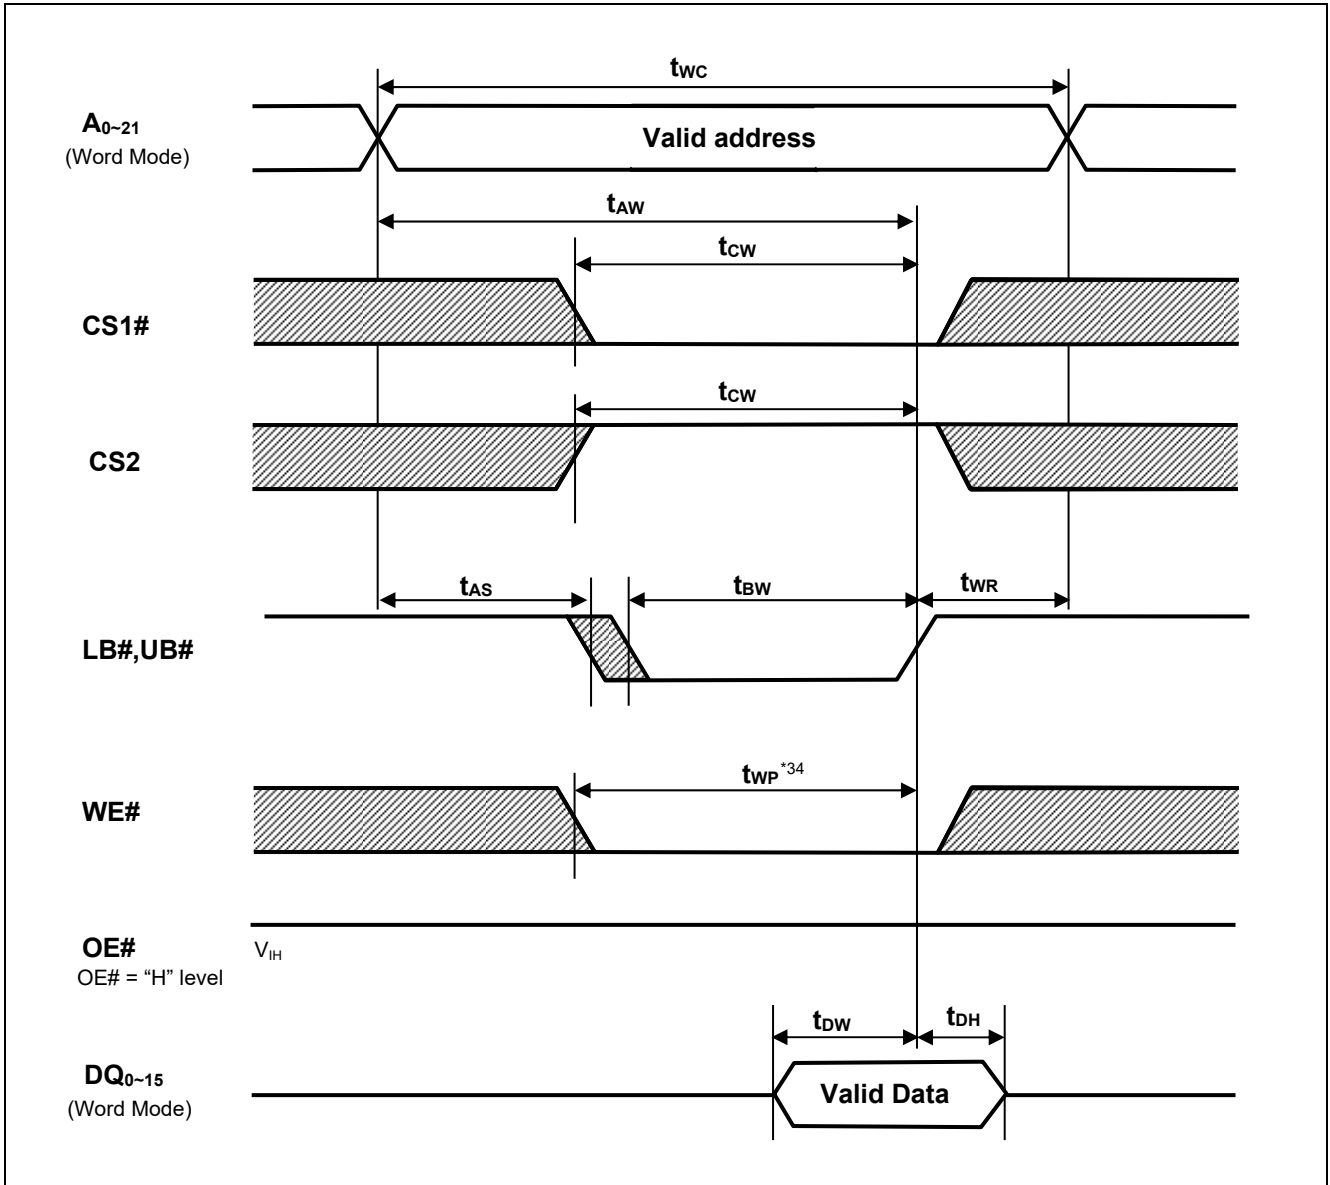 tWC
A0~21
(Word Mode)
Valid address
tAW
tCW
CS1#
tCW
CS2
tAS
tBW
tWR
LB#,UB#
tWP*34
WE#
OE#
VIH
OE# = “H” level
tDW
tDH
DQ0~15
(Word Mode)
Valid Data